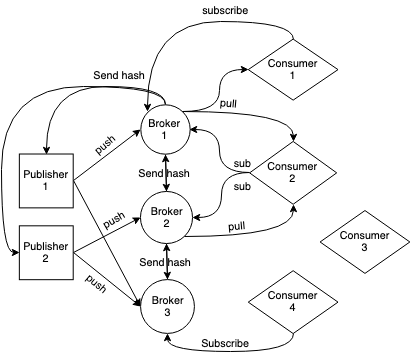 subscribe
Consumer
1
Send hash
pull
Broker
1
push
sub
Send hash
Consumer
2
Publisher
1
sub
push
Broker
2
pull
Publisher
2
Consumer
3
Send hash
push
Broker
3
Consumer
4
Subscribe